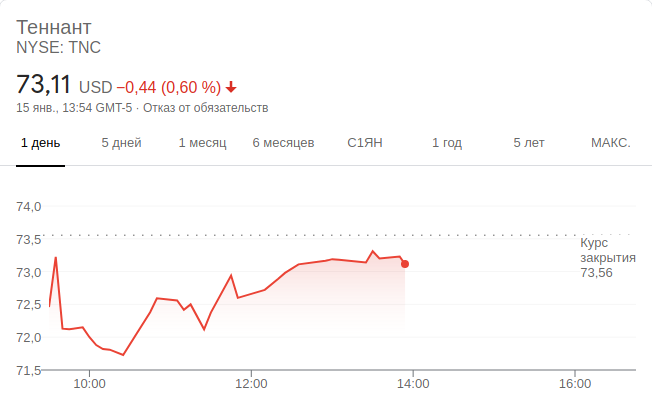 Теннант
NYSE: TNC
73,11 USD −0,44 (0,60 %)
15 янв., 13:54 GMT-5 · Отказ от обязательств
1 день 5 дней 1 месяц 6 месяцев С1ЯН 1 год 5 лет МАКС.
74,0
73,5
Курс
закрытия
73,56
73,0
72,5
72,0
71,5
10:00 12:00 14:00 16:00